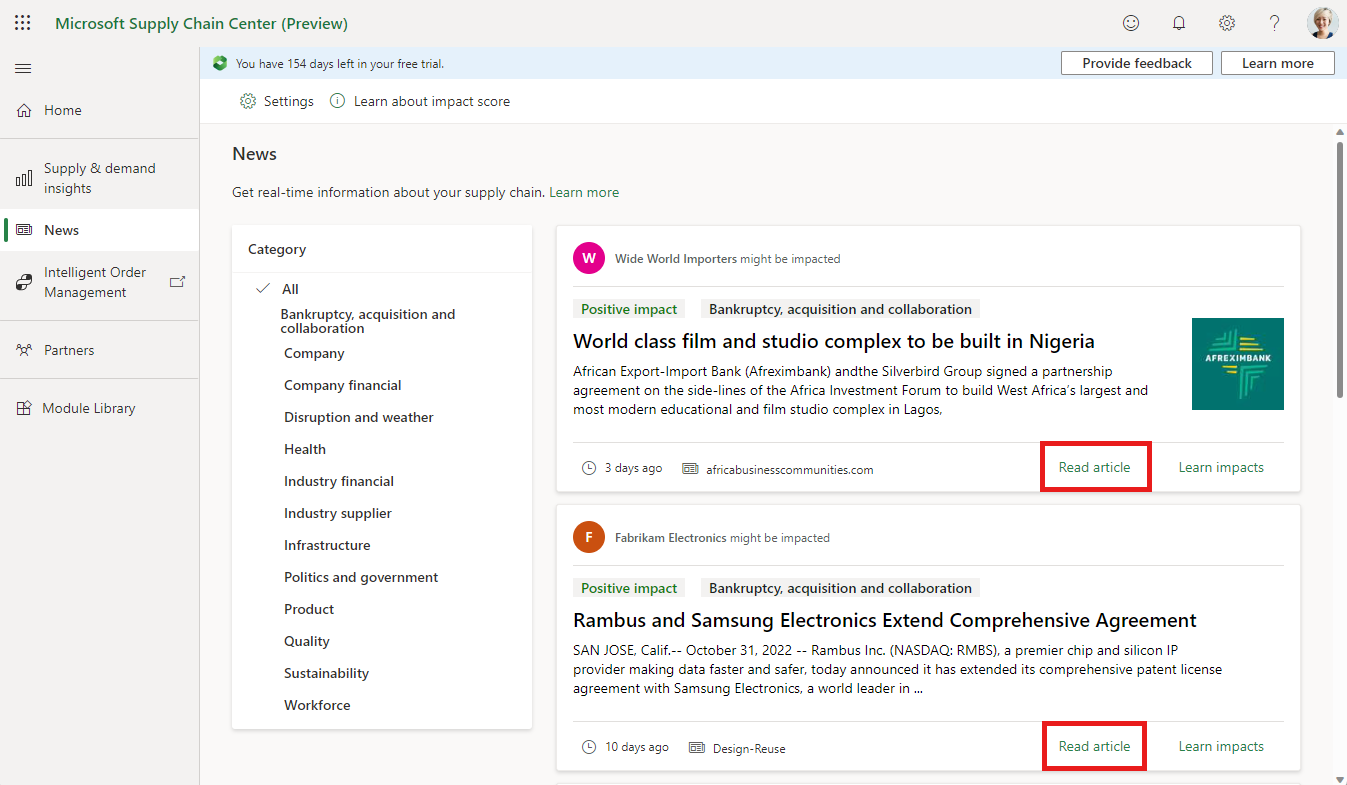 Microsoft Supply Chain Center (Preview)
You have 154 days left in your free trial.
Provide feedback
Learn more
Home
Supply & demand
insights
News
Intelligent Order
Management
Partners
Module Library
Settings
Learn about impact score
News
Get real-time information about your supply chain. Learn more
Category
All
Bankruptcy, acquisition and
collaboration
Company
Company financial
Disruption and weather
Health
Industry financial
Industry supplier
Infrastructure
Politics and government
Product
Quality
Sustainability
Workforce
W
Wide World Importers might be impacted
Positive impact
Bankruptcy, acquisition and collaboration
World class film and studio complex to be built in Nigeria
African Export-Import Bank (Afreximbank) andthe Silverbird Group signed a partnership
agreement on the side-lines of the Africa Investment Forum to build West Africa's largest and
most modern educational and film studio complex in Lagos,
AFREXIMBANK
3 days ago
africabusinesscommunities.com
Read article
Learn impacts
F
Fabrikam Electronics might be impacted
Positive impact
Bankruptcy, acquisition and collaboration
Rambus and Samsung Electronics Extend Comprehensive Agreement
SAN JOSE, Calif.-- October 31, 2022 -- Rambus Inc. (NASDAQ: RMBS), a premier chip and silicon IP
provider making data faster and safer, today announced it has extended its comprehensive patent license
agreement with Samsung Electronics, a world leader in ...
10 days ago
Design-Reuse
Read article
Learn impacts